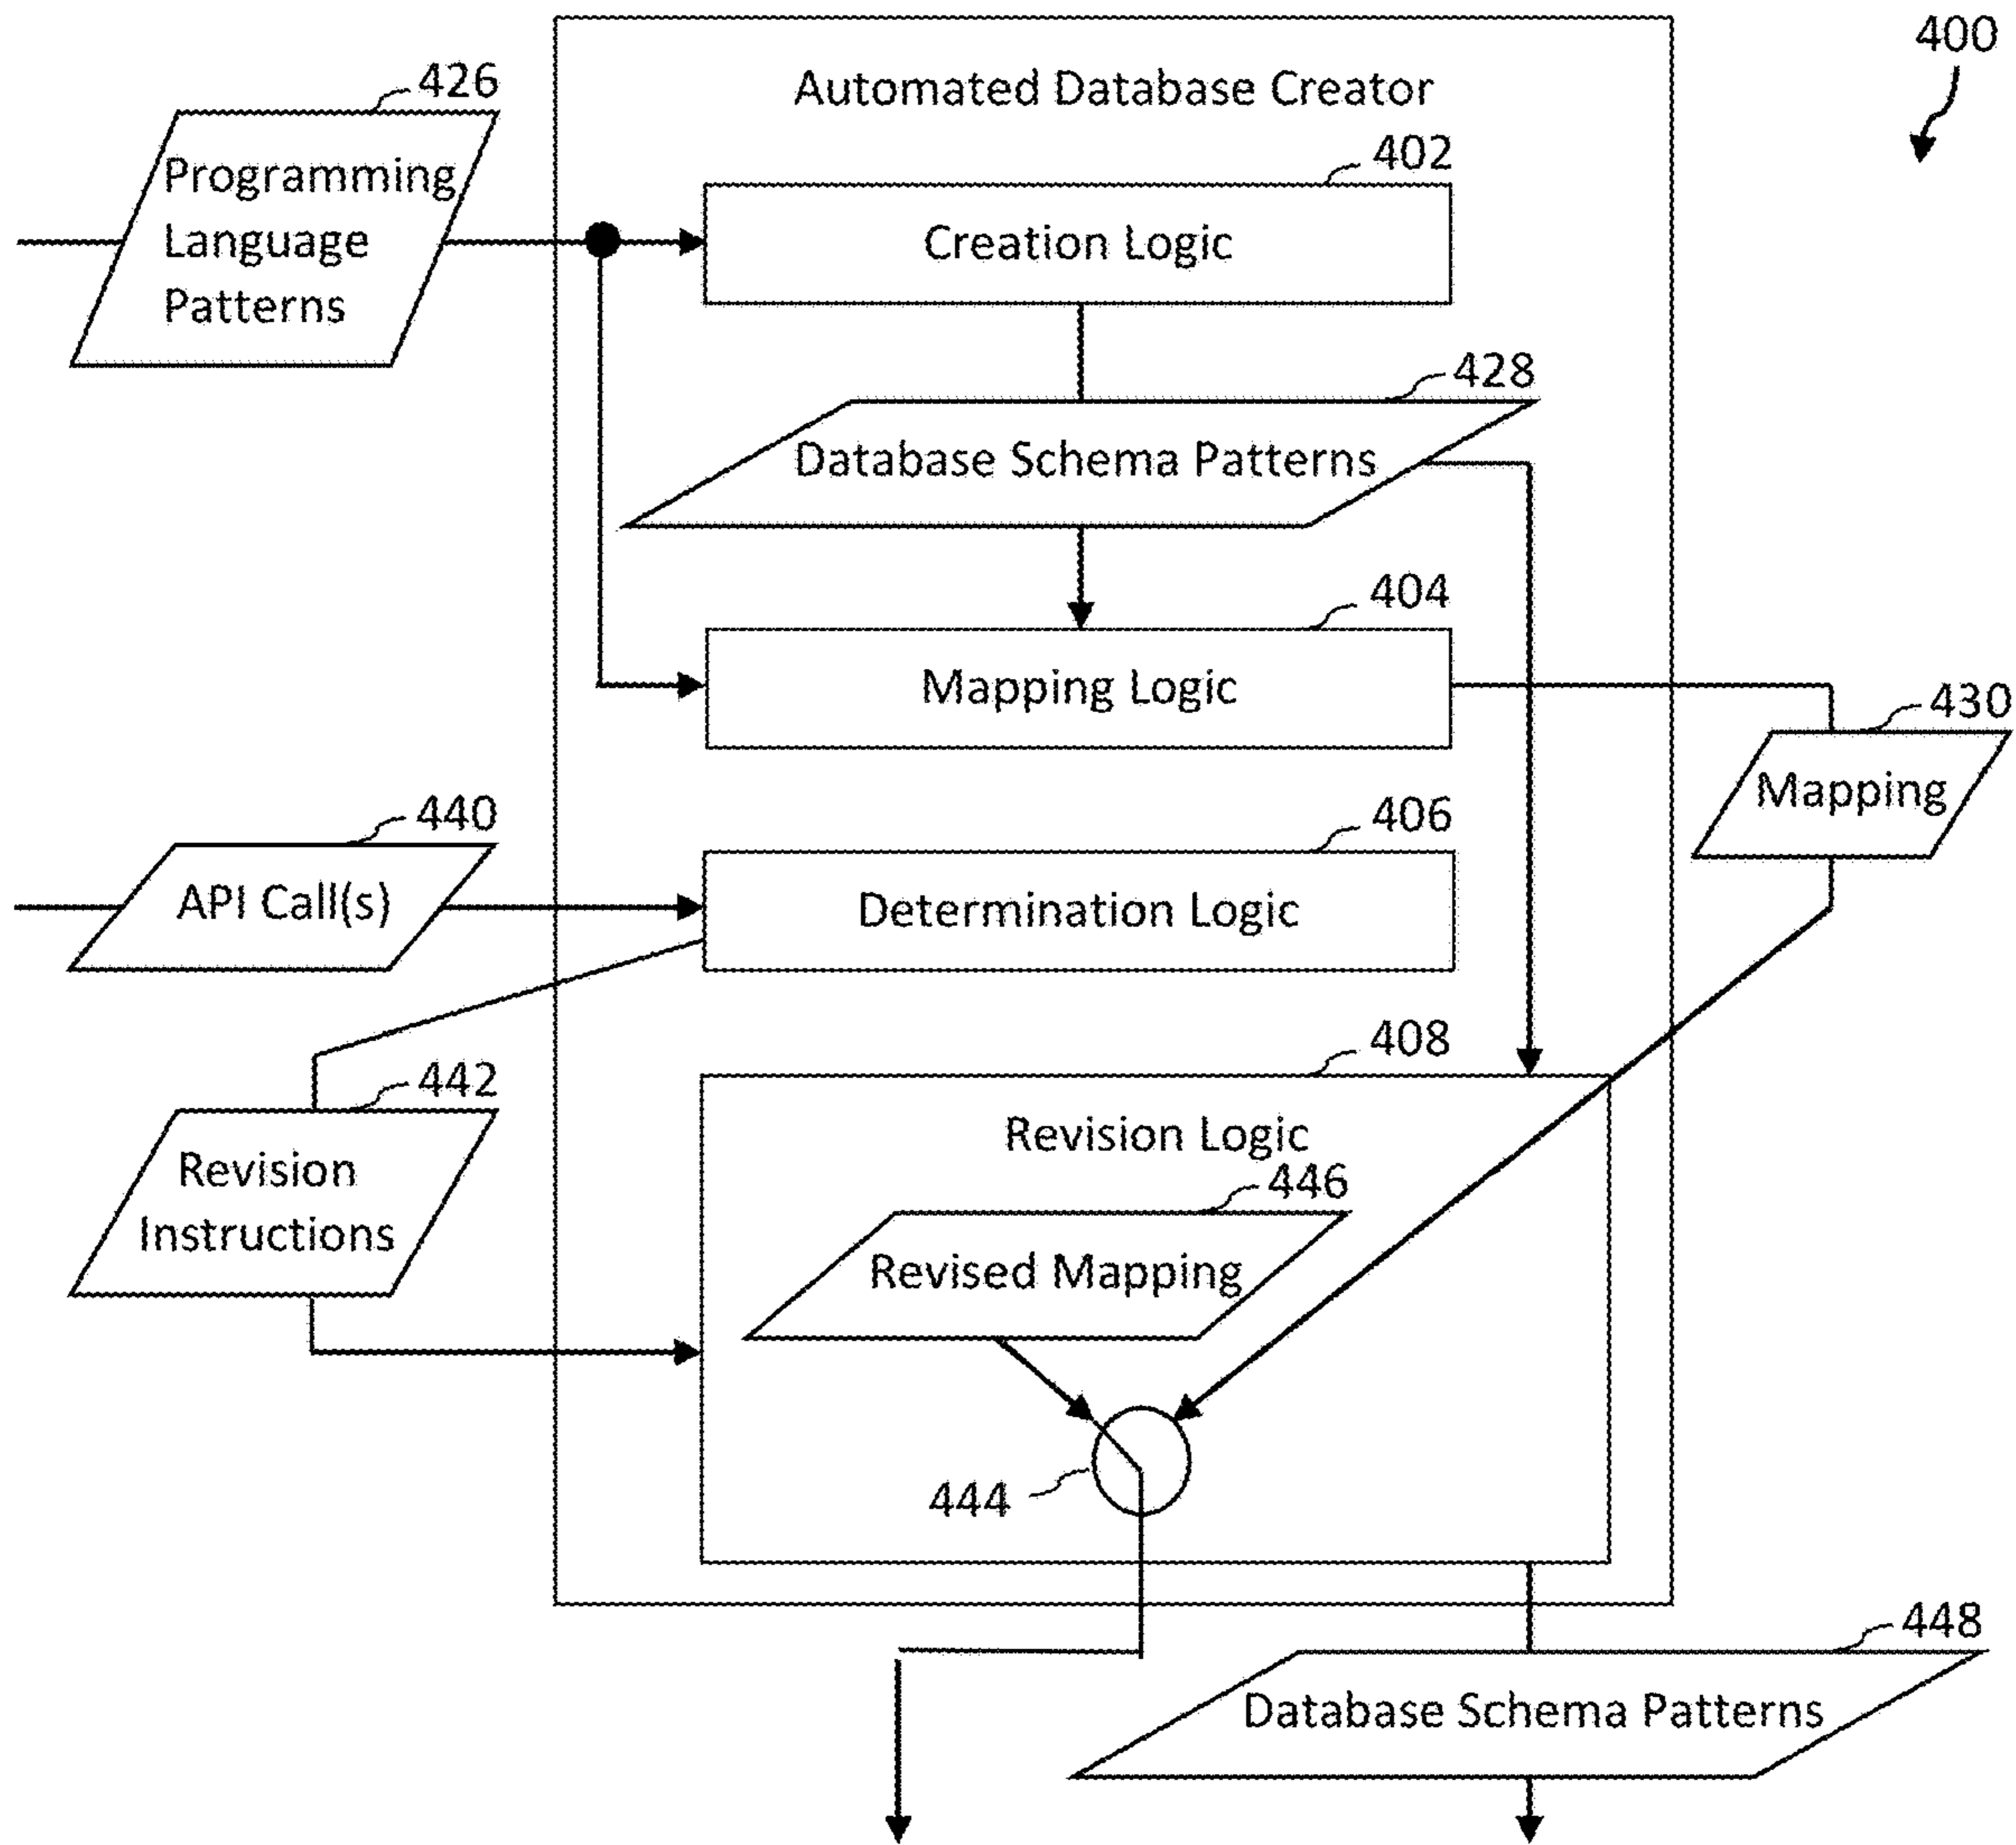 400
426
Automated Database Creator
Programming
Language
Patterns
402
Creation Logic
428
Database Schema Patterns
404
Mapping Logic
430
Mapping
440
API Call(s)
406
Determination Logic
408
442
Revision Logic
Revision
Instructions
446
Revised Mapping
444
448
Database Schema Patterns